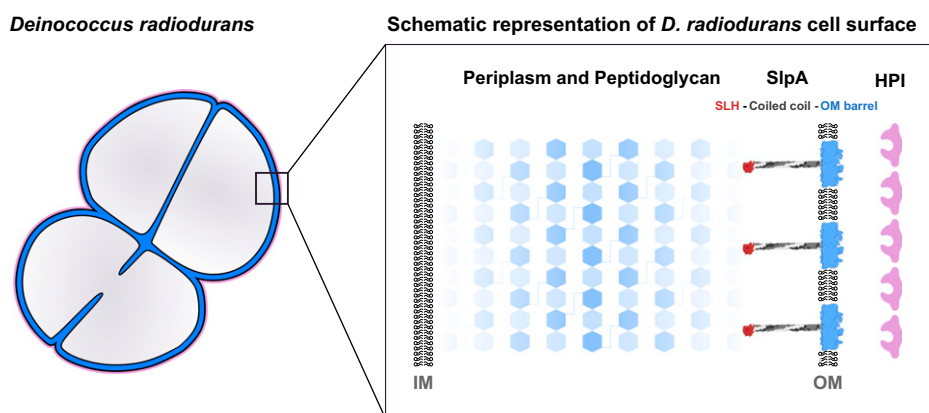 Deinococcus radiodurans
Schematic representation of D. radiodurans cell surface
Periplasm and Peptidoglycan
SlpA
HPI
SLH - Coiled coil - OM barrel
IM
OM